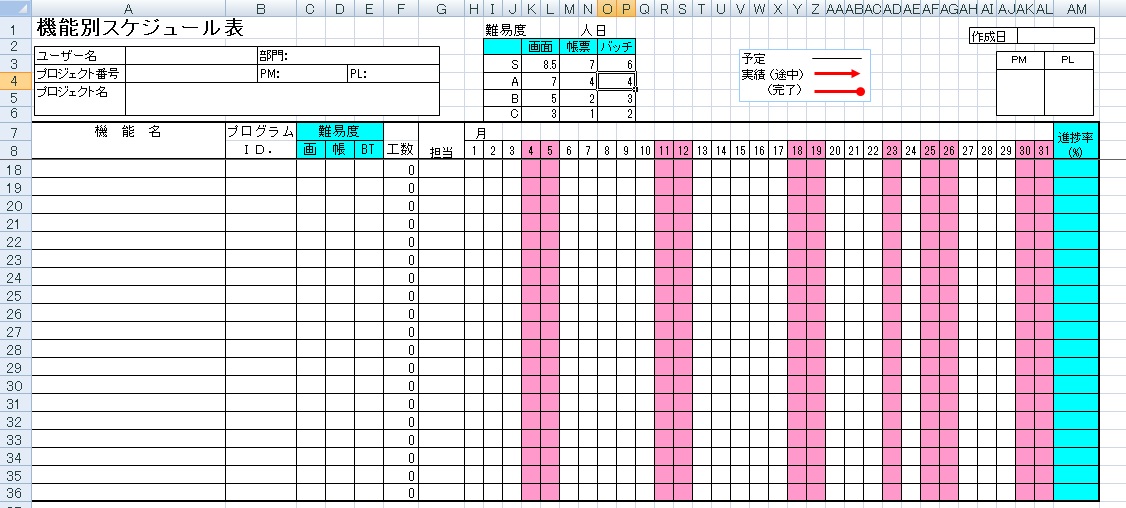 A B C D E F G H I J K L M N O P Q R S T U V W X Y Z AA AB AC AD AE AF AG AH AI AJ AK AL AM
1 機能別スケジュール表 難易度 人日 作成日
2 ユーザー名 部門: 画面 帳票 バッチ
3 予定 S 8.5 7 6 PM PL
4 プロジェクト番号 PM: PL: A 7 4 4 実績(途中)
5 プロジェクト名 B 5 2 3 (完了)
6 C 3 1 2
7 機 能 名 プログラム 難易度 月 進捗率
8 ID. 画 帳 BT 工数 担当 1 2 3 4 5 6 7 8 9 10 11 12 13 14 15 16 17 18 19 20 21 22 23 24 25 26 27 28 29 30 31 (%)
18 0
19 0
20 0
21 0
22 0
23 0
24 0
25 0
26 0
27 0
28 0
29 0
30 0
31 0
32 0
33 0
34 0
35 0
36 0